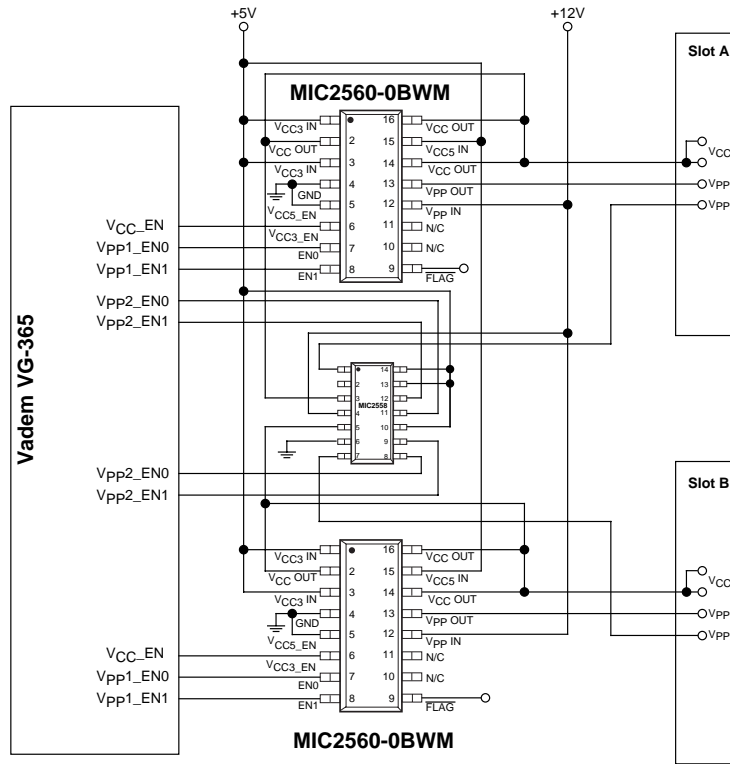 +5V
+12V
Slot A
MIC2560-0BWM
VCC3 IN
16
VCC OUT
2
15
VCC OUT
VCC5 IN
VCC
3
14
VCC3 IN
VCC OUT
4
13
VPP
GND
VPP OUT
5
12
VPP
VCC5_EN
VPP IN
VCC_EN
6
11
N/C
VCC3_EN
VPP1_EN0
7
10
N/C
EN0
VPP1_EN1
8
9
EN1
FLAG
VPP2_EN0
VPP2_EN1
Vadem VG-365
14
2
13
MIC2558
3
12
4
11
5
10
6
9
7
8
VPP2_EN0
VPP2_EN1
Slot B
VCC3 IN
16
VCC OUT
2
15
VCC OUT
VCC5 IN
VCC
3
14
VCC3 IN
VCC OUT
4
13
VPP
GND
VPP OUT
5
12
VPP
VCC5_EN
VPP IN
VCC_EN
6
11
N/C
VCC3_EN
VPP1_EN0
7
10
N/C
EN0
VPP1_EN1
8
9
EN1
FLAG
MIC2560-0BWM